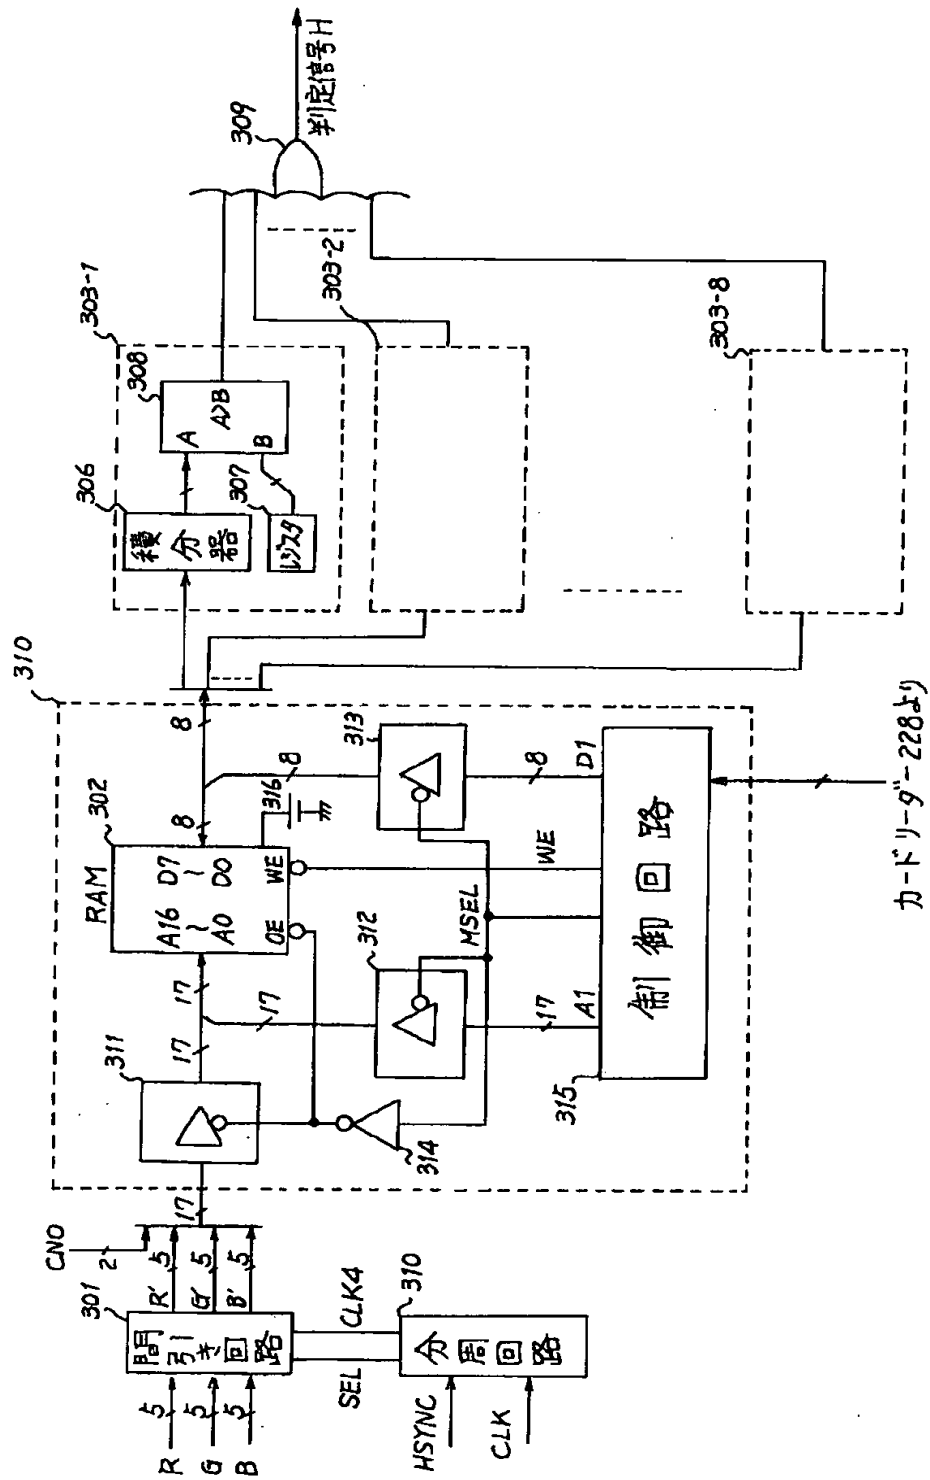 R
G
B
5
5
5
301
間引き回路
R'
G'
B'
5
5
5
CNO
2
17
HSYNC
CLK
SEL
CLK4
310
分周回路
310
311
17
17
17
RAM
302
A16
~
A0
D7
~
D0
OE
WE
8
8
316
314
312
17
A1
MSEL
WE
313
8
8
D1
315
制御回路
カードリーダー228より
303-1
306
積分器
307
レジスタ
308
A
A>B
B
303-2
303-8
309
判定信号H